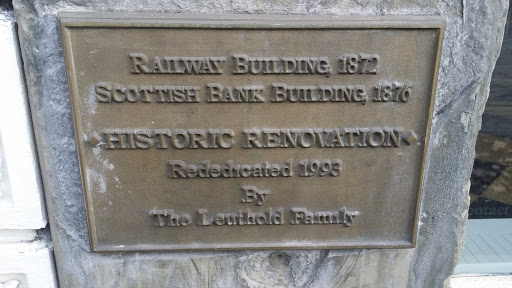 RAILWAY BUILDING, 1872
SCOTTISH BANK BUILDING, 1876
HISTORIC RENOVATION
Rededicated 1993
By
The Leuthold Family